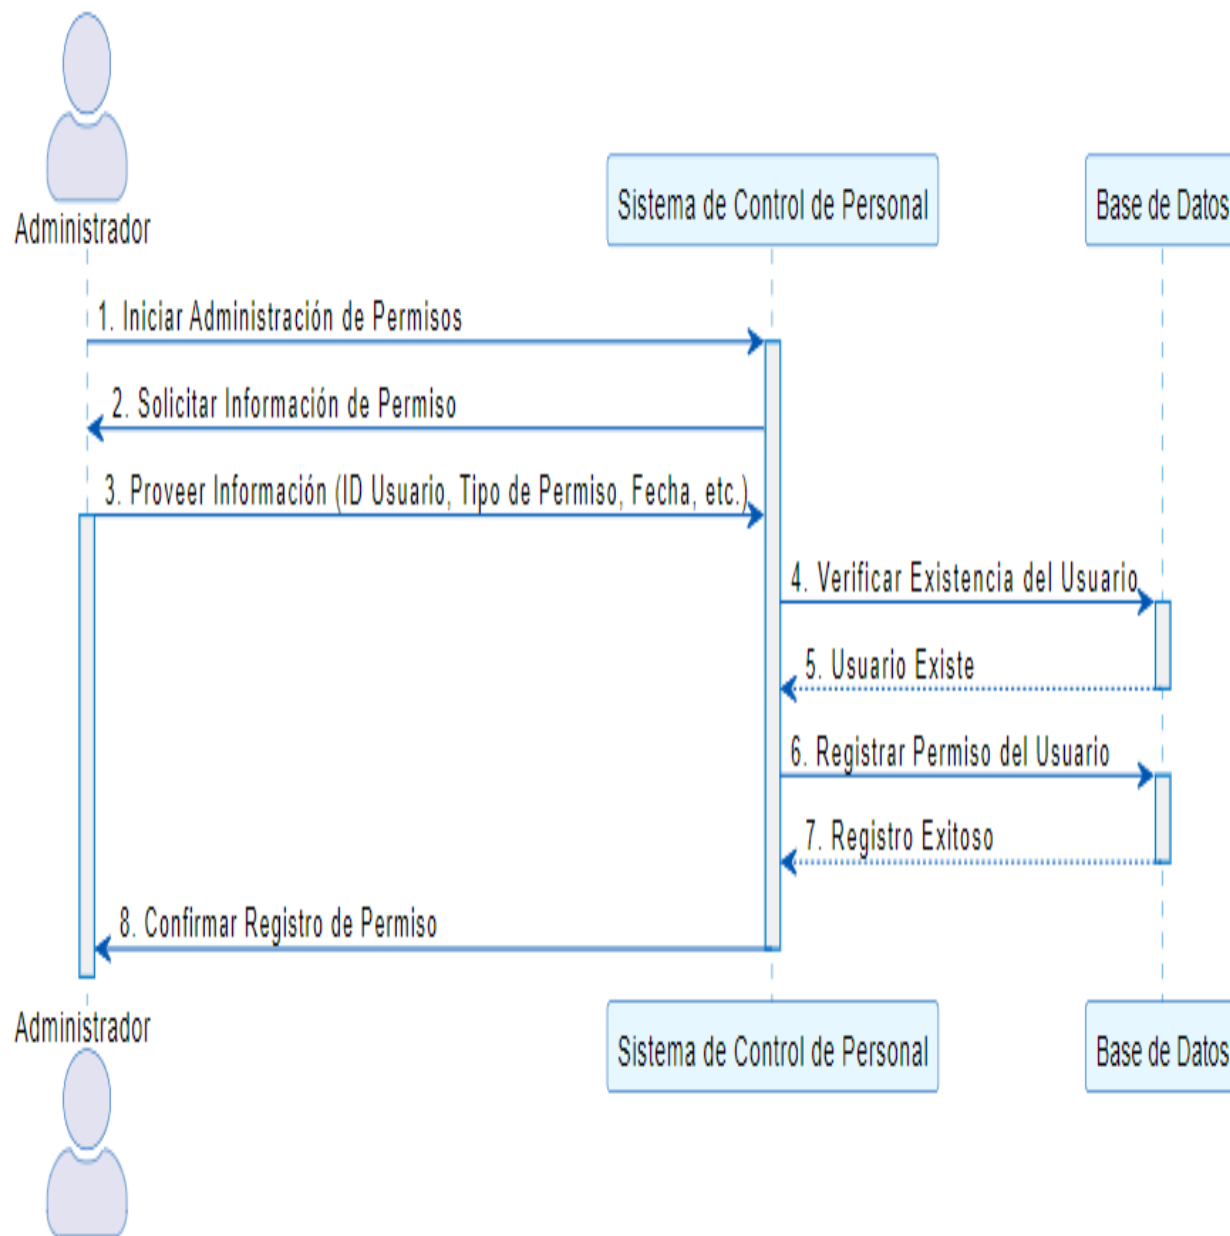 Administrador
Sistema de Control de Personal
Base de Datos
1. Iniciar Administración de Permisos
2. Solicitar Información de Permiso
3. Proveer Información (ID Usuario, Tipo de Permiso, Fecha, etc.)
4. Verificar Existencia del Usuario
5. Usuario Existe
6. Registrar Permiso del Usuario
7. Registro Exitoso
8. Confirmar Registro de Permiso
Administrador
Sistema de Control de Personal
Base de Datos